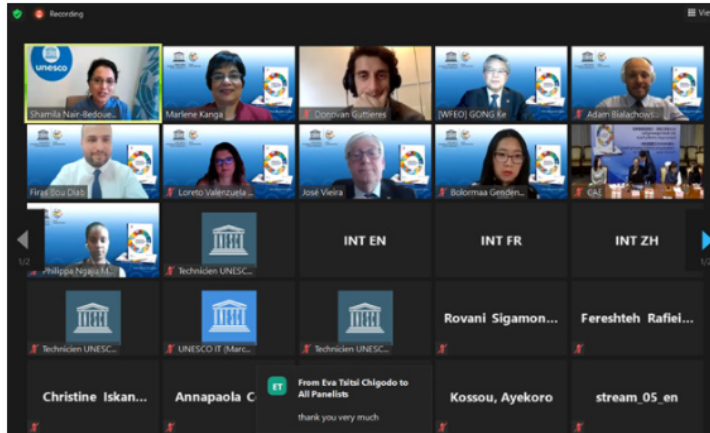 Recording
View
unesco
Shamila Nair-Bedoue...
Marlene Kanga
Donovan Guttieres
[WFEO] GONG Ke
Adam Bialachows...
Firas Bou Diab
Loreto Valenzuela ...
José Vieira
Bolormaa Genden...
CAE
1/2
Philippa Ngaju M...
Technicien UNESC...
INT EN
INT FR
INT ZH
1/2
Technicien UNESC...
UNESCO IT (Marc...
Technicien UNESC...
Rovani Sigamon...
Fereshteh Rafiei...
Christine Iskan...
Annapaola C
ET
From Eva Tsitsi Chigodo to
All Panelists
thank you very much
Kossou, Ayekoro
stream_05_en